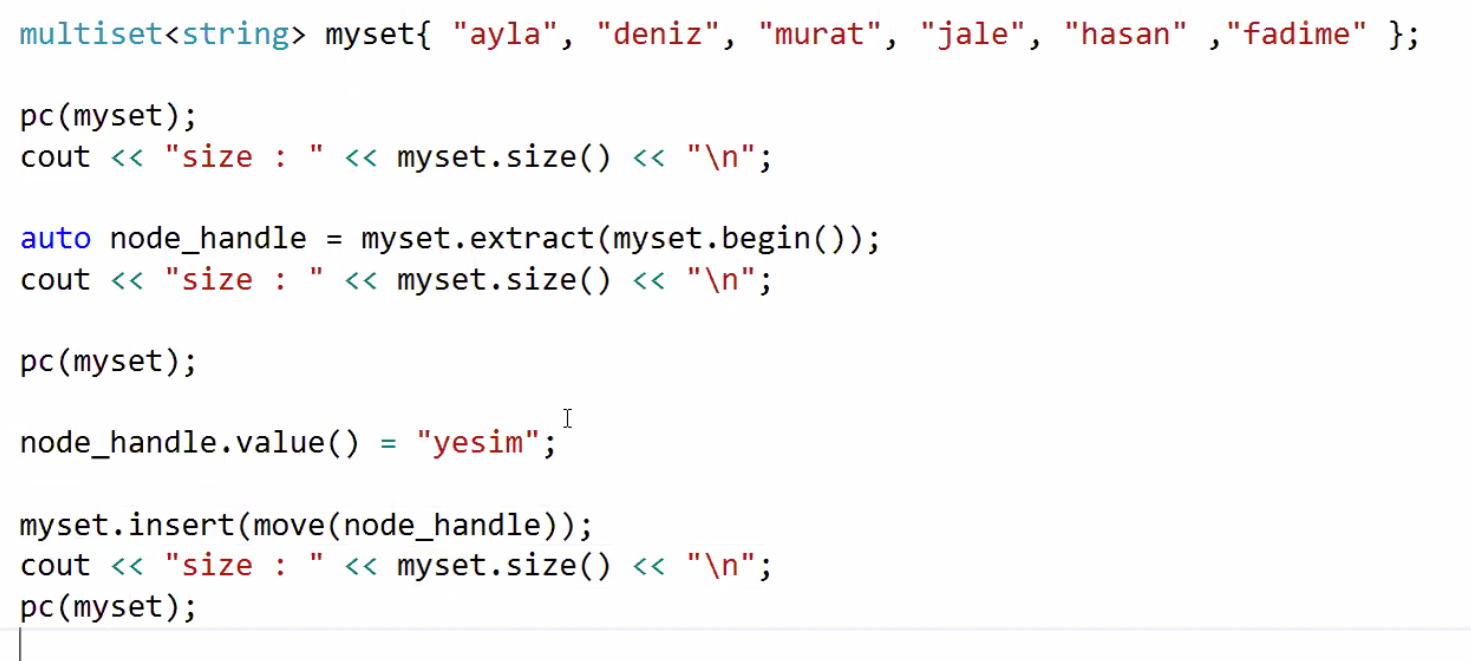 multiset<string> myset{ "ayla", "deniz", "murat", "jale", "hasan" ,"fadime" };
pc(myset);
cout << "size : " << myset.size() << "\n";
auto node_handle = myset.extract(myset.begin());
cout << "size : " << myset.size() << "\n";
pc(myset);
node_handle.value() = "yesim";
myset.insert(move(node_handle));
cout << "size : " << myset.size() << "\n";
pc(myset);